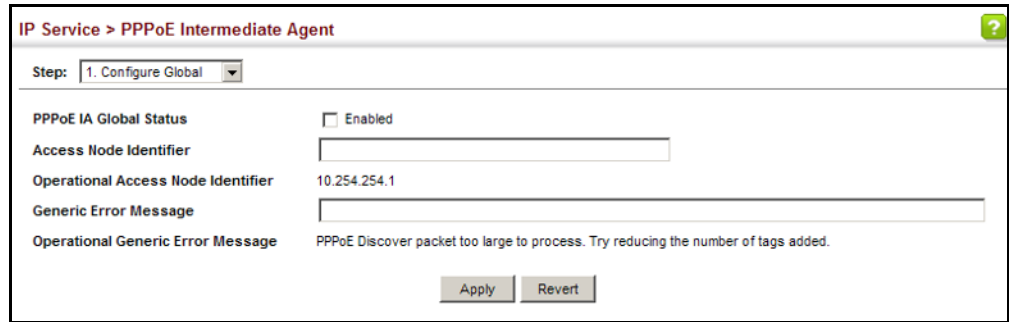 IP Service > PPPoE Intermediate Agent
?
Step: 1. Configure Global
PPPoE IA Global Status Enabled
Access Node Identifier
Operational Access Node Identifier 10.254.254.1
Generic Error Message
Operational Generic Error Message PPPoE Discover packet too large to process. Try reducing the number of tags added.
Apply Revert